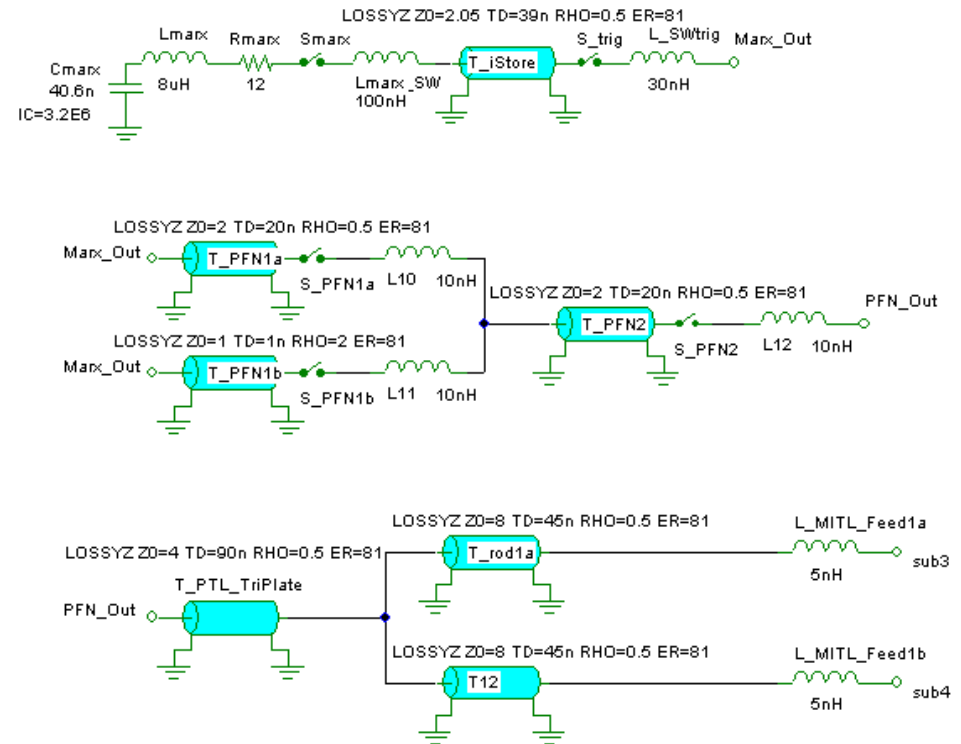 LOSSYZ Z0=2.05 TD=39n RHO=0.5 ER=81
Lmarx
Rmarx
Smarx
S_trig
L_SWtrig
Marx_Out
Cmarx
40.6n
IC=3.2E6
8uH
12
Lmarx_SW
100nH
T_iStore
30nH
LOSSYZ Z0=2 TD=20n RHO=0.5 ER=81
Marx_Out
T_PFN1a
S_PFN1a
L10
10nH
LOSSYZ Z0=2 TD=20n RHO=0.5 ER=81
PFN_Out
T_PFN2
S_PFN2
L12
10nH
LOSSYZ Z0=1 TD=1n RHO=2 ER=81
Marx_Out
T_PFN1b
S_PFN1b
L11
10nH
LOSSYZ Z0=8 TD=45n RHO=0.5 ER=81
L_MITL_Feed1a
T_rod1a
5nH
sub3
LOSSYZ Z0=4 TD=90n RHO=0.5 ER=81
T_PTL_TriPlate
PFN_Out
LOSSYZ Z0=8 TD=45n RHO=0.5 ER=81
L_MITL_Feed1b
T12
5nH
sub4